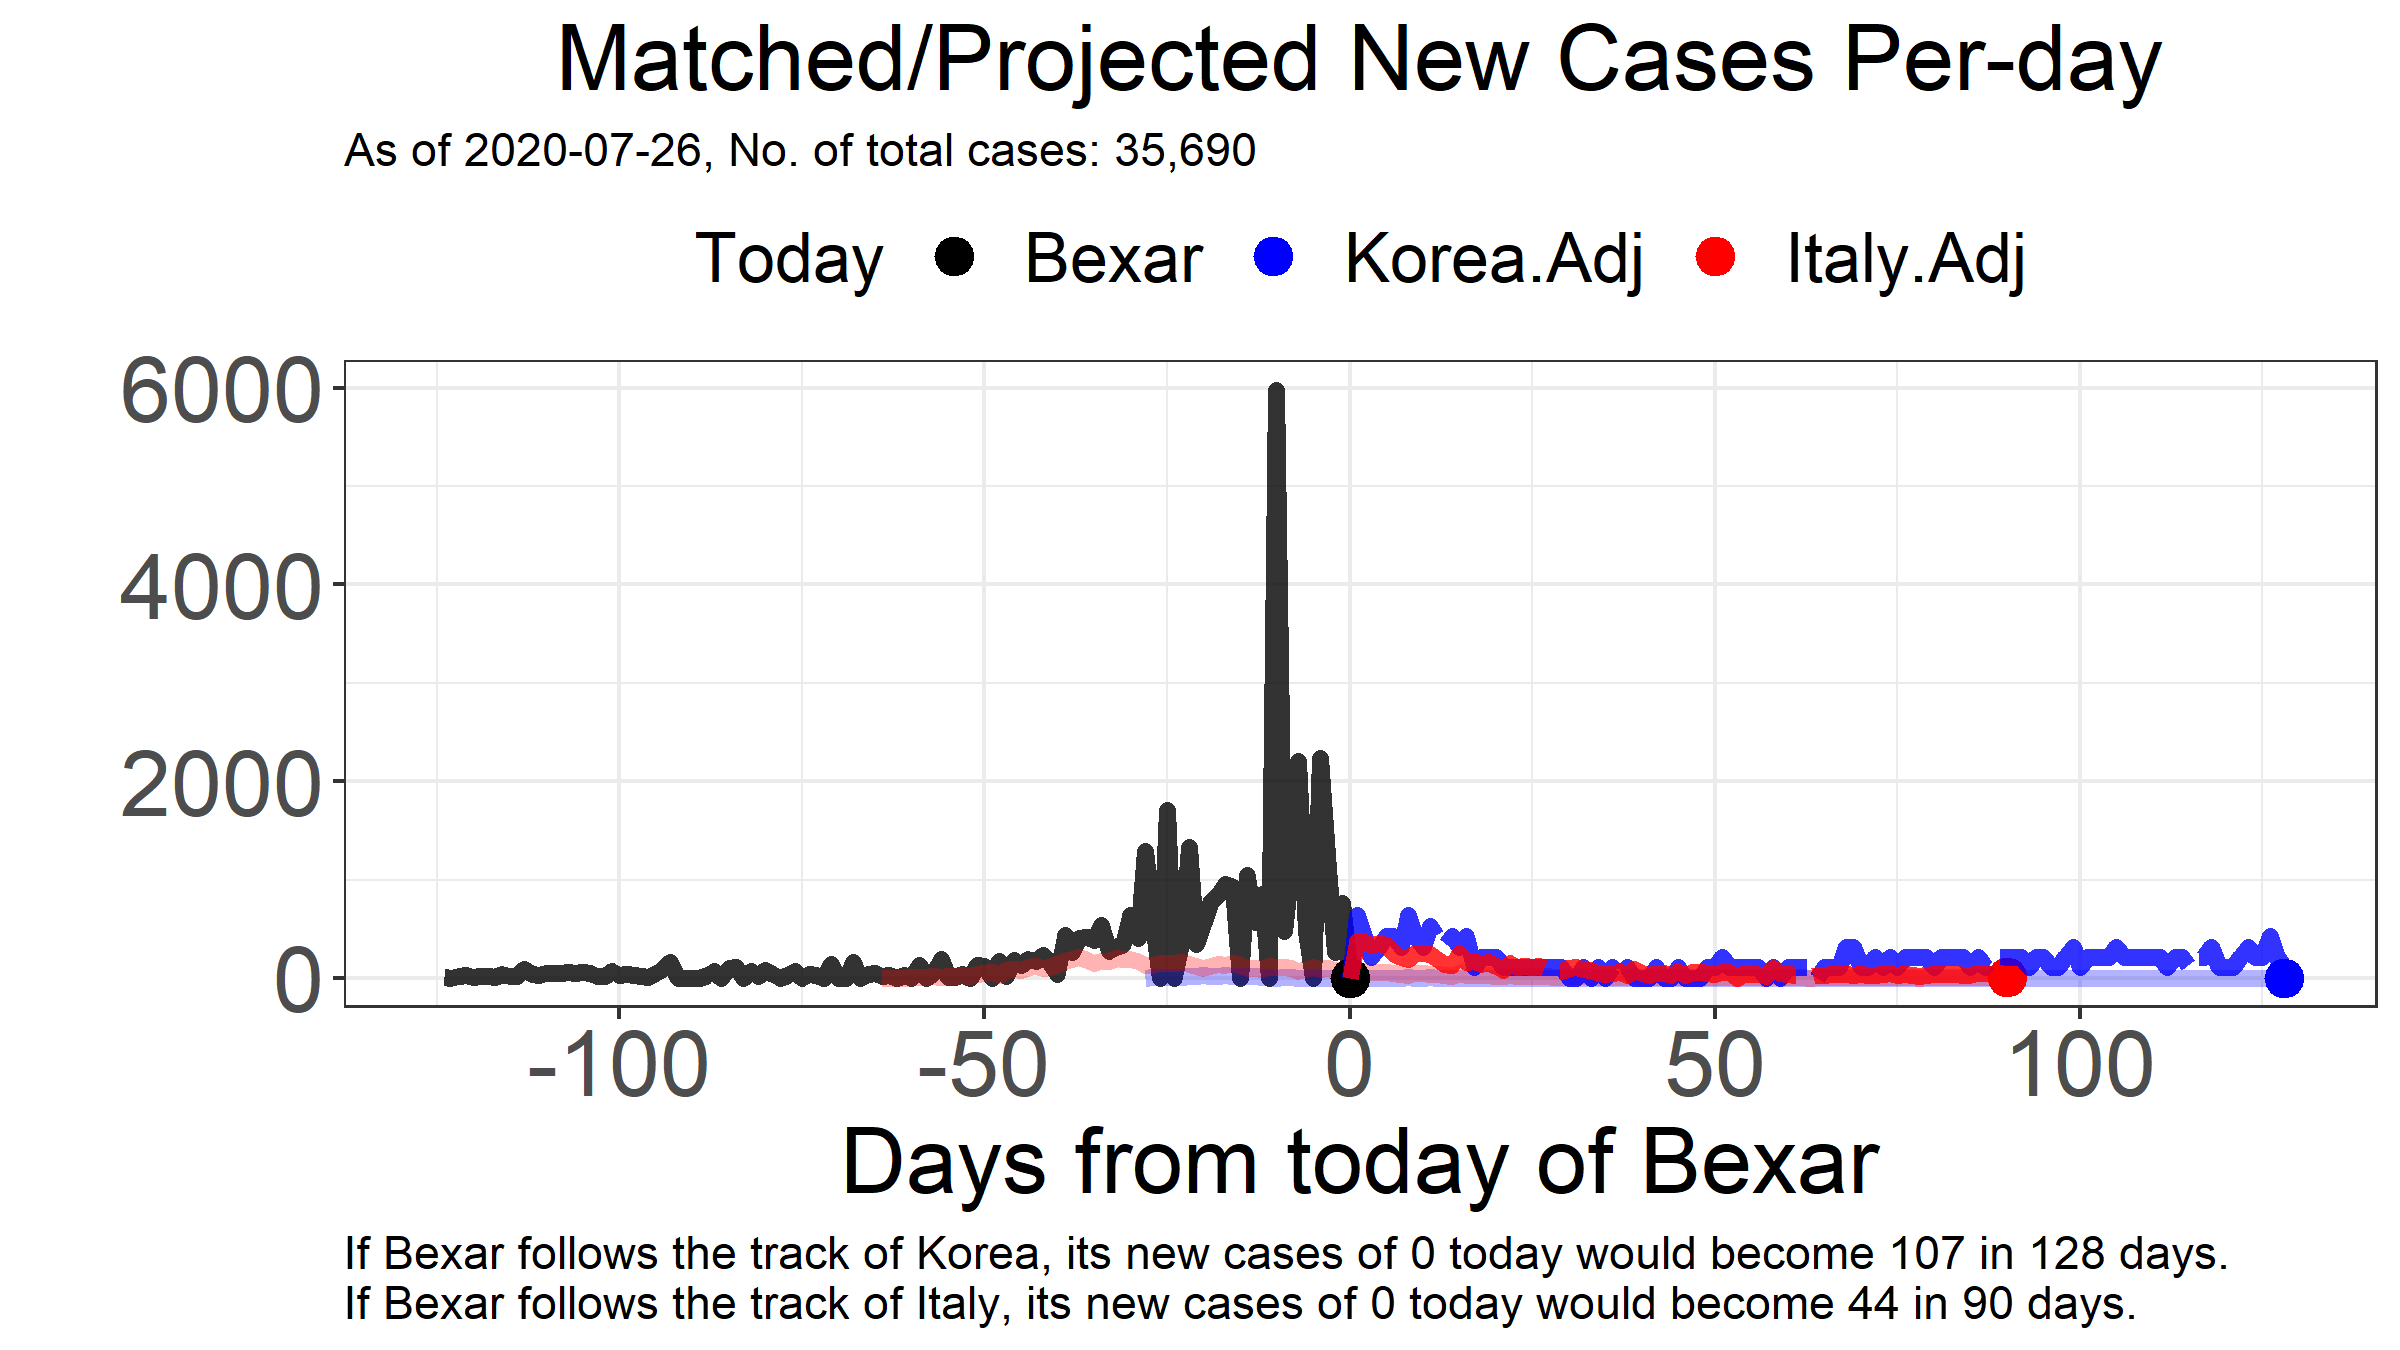 Matched/Projected New Cases Per-day
As of 2020-07-26, No. of total cases: 35,690
Today Bexar Korea.Adj Italy.Adj
6000
4000
2000
0
-100 -50 0 50 100
Days from today of Bexar
If Bexar follows the track of Korea, its new cases of 0 today would become 107 in 128 days.
If Bexar follows the track of Italy, its new cases of 0 today would become 44 in 90 days.